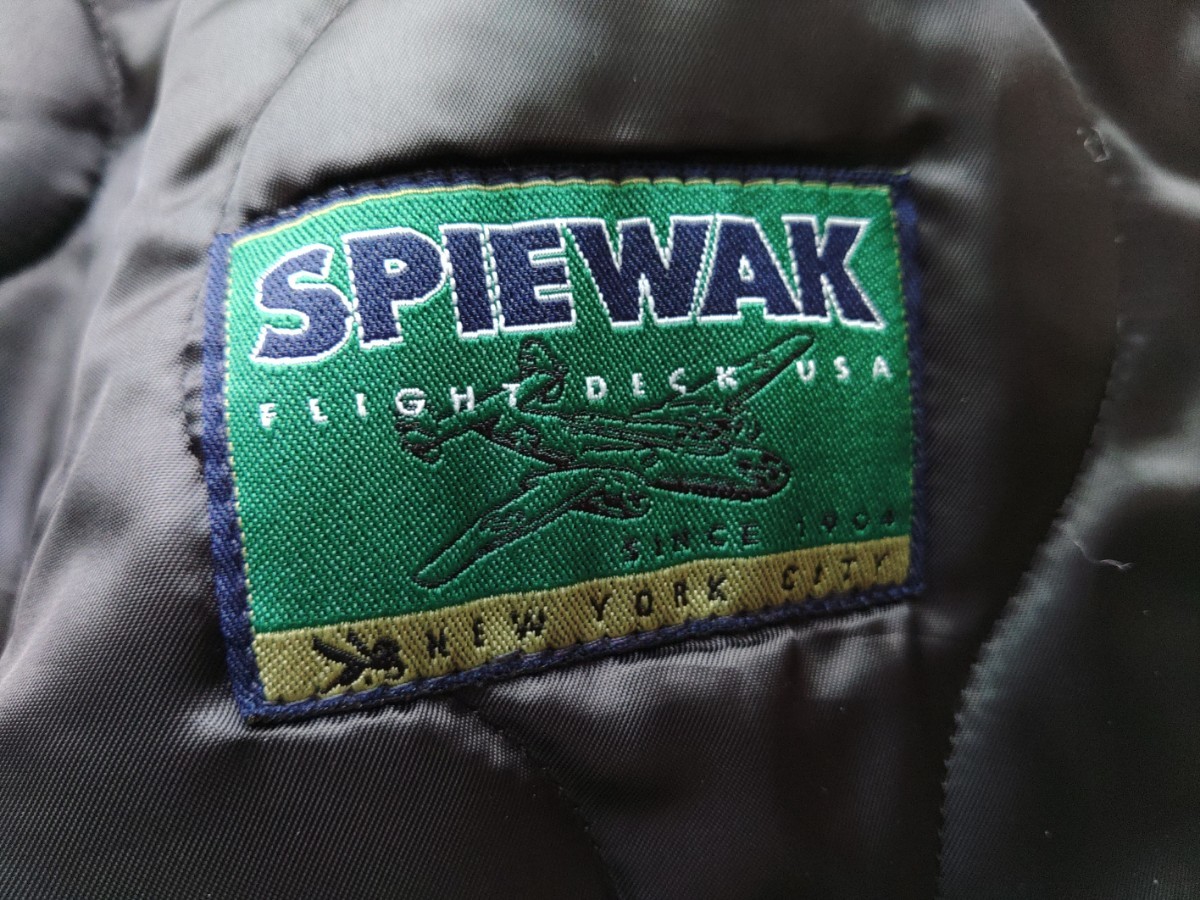 SPIEWAK
FLIGHT DECK USA
SINCE 1904
NEW YORK CITY